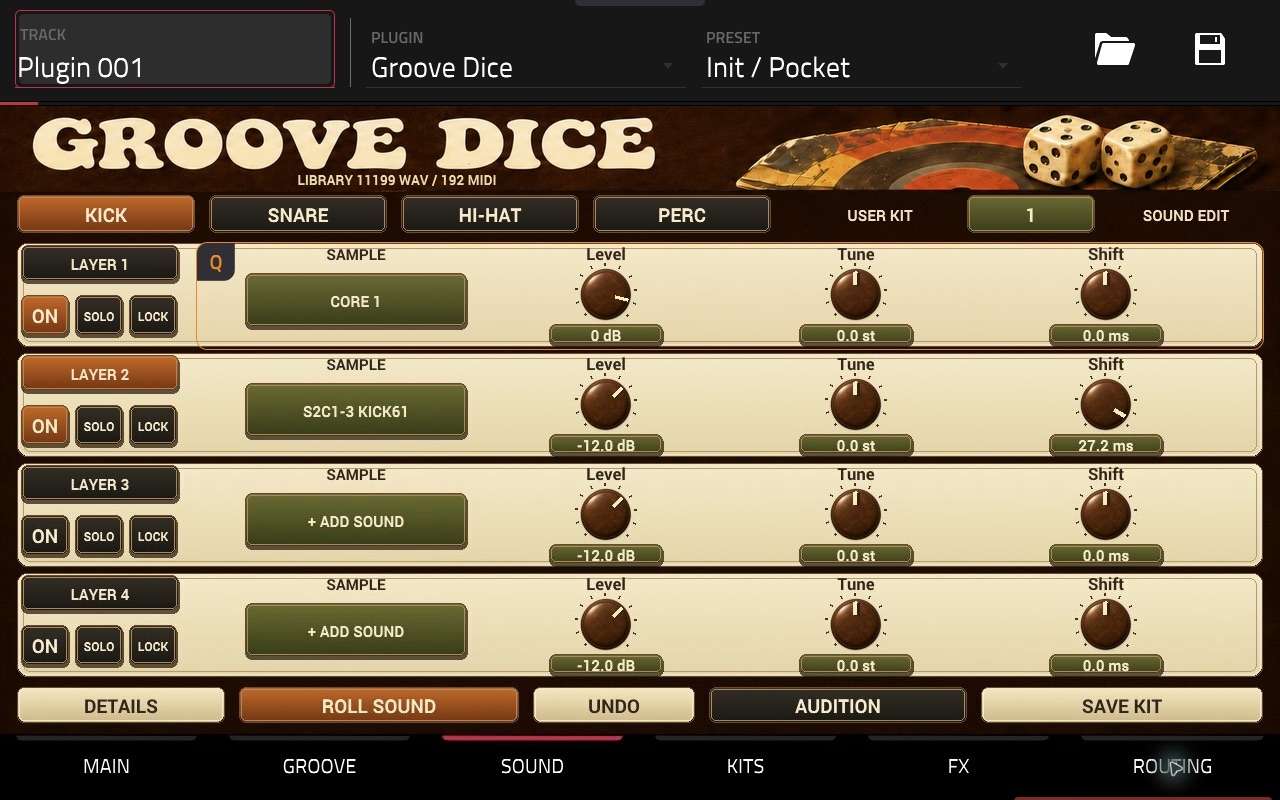 TRACK
Plugin 001
PLUGIN
Groove Dice
PRESET
Init / Pocket
GROOVE DICE
LIBRARY 11199 WAV / 192 MIDI
KICK SNARE HI-HAT PERC USER KIT 1 SOUND EDIT
LAYER 1 Q SAMPLE Level Tune Shift
ON SOLO LOCK CORE 1
0 dB 0.0 st 0.0 ms
LAYER 2 SAMPLE Level Tune Shift
ON SOLO LOCK S2C1-3 KICK61
-12.0 dB 0.0 st 27.2 ms
LAYER 3 SAMPLE Level Tune Shift
ON SOLO LOCK + ADD SOUND
-12.0 dB 0.0 st 0.0 ms
LAYER 4 SAMPLE Level Tune Shift
ON SOLO LOCK + ADD SOUND
-12.0 dB 0.0 st 0.0 ms
DETAILS ROLL SOUND UNDO AUDITION SAVE KIT
MAIN GROOVE SOUND KITS FX ROUTING